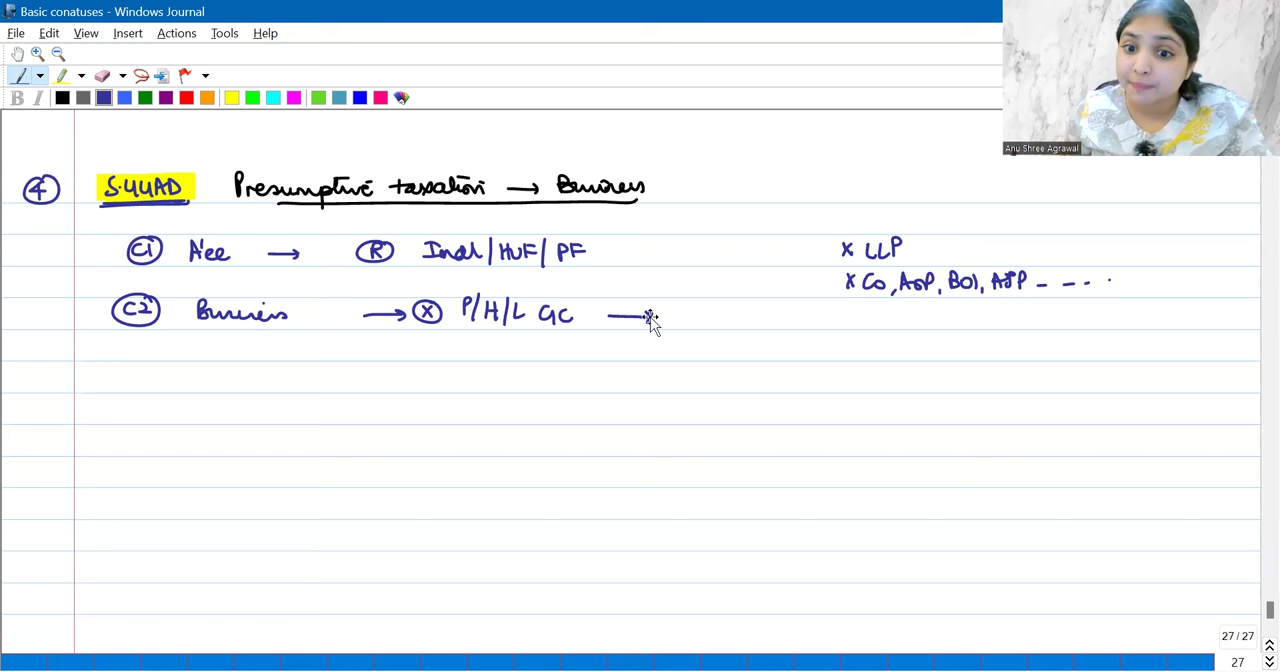 Basic conatuses - Windows Journal
File Edit View Insert Actions Tools Help
B I
Anu Shree Agrawal
4 S.44AD Presumptive taxation → Business
C1 A'ee → R Indl/HUF/PF × LLP
× Co, AOP, BOI, AJP - - - .
C2 Business → X P/H/L GC →
27 / 27
27